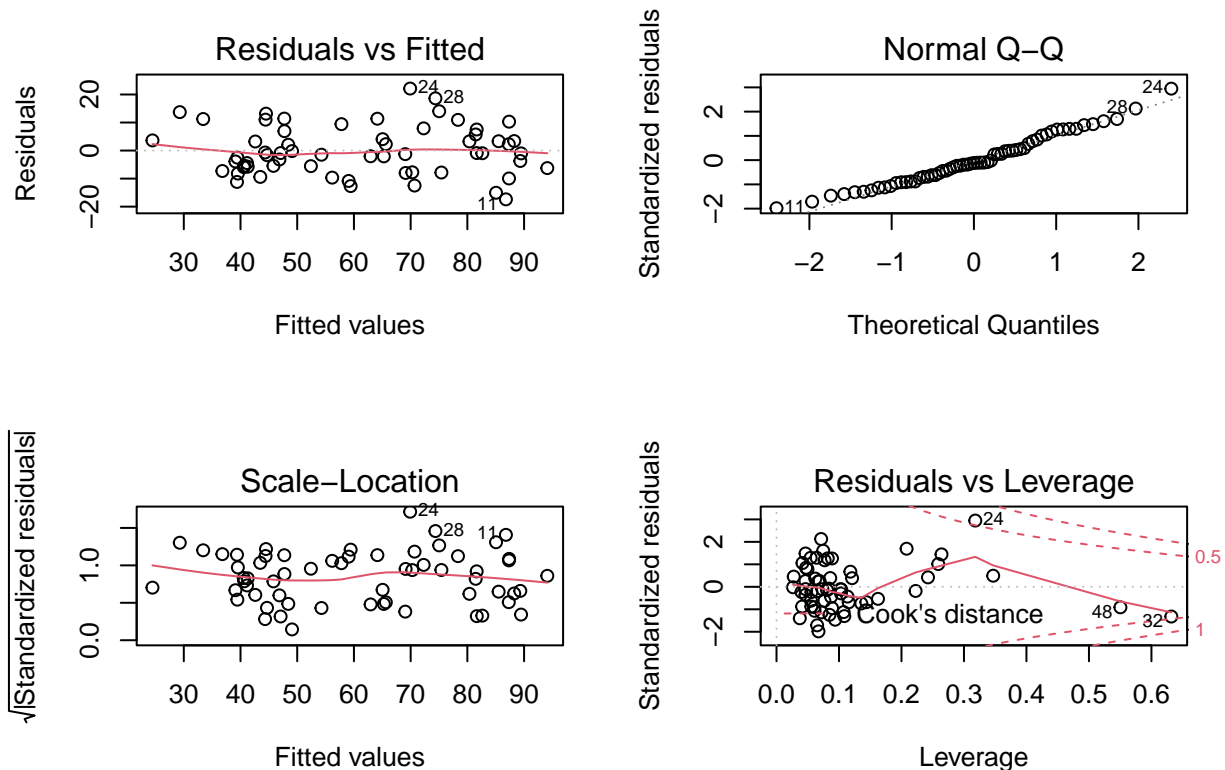 Residuals vs Fitted
Residuals
20
0
−20
24
28
11
30 40 50 60 70 80 90
Fitted values
Normal Q−Q
Standardized residuals
2
0
−2
24
28
11
−2 −1 0 1 2
Theoretical Quantiles
Scale−Location
√|Standardized residuals|
1.0
0.0
24
28
11
30 40 50 60 70 80 90
Fitted values
Residuals vs Leverage
Standardized residuals
2
0
−2
24
0.5
48
32
1
Cook's distance
0.0 0.1 0.2 0.3 0.4 0.5 0.6
Leverage